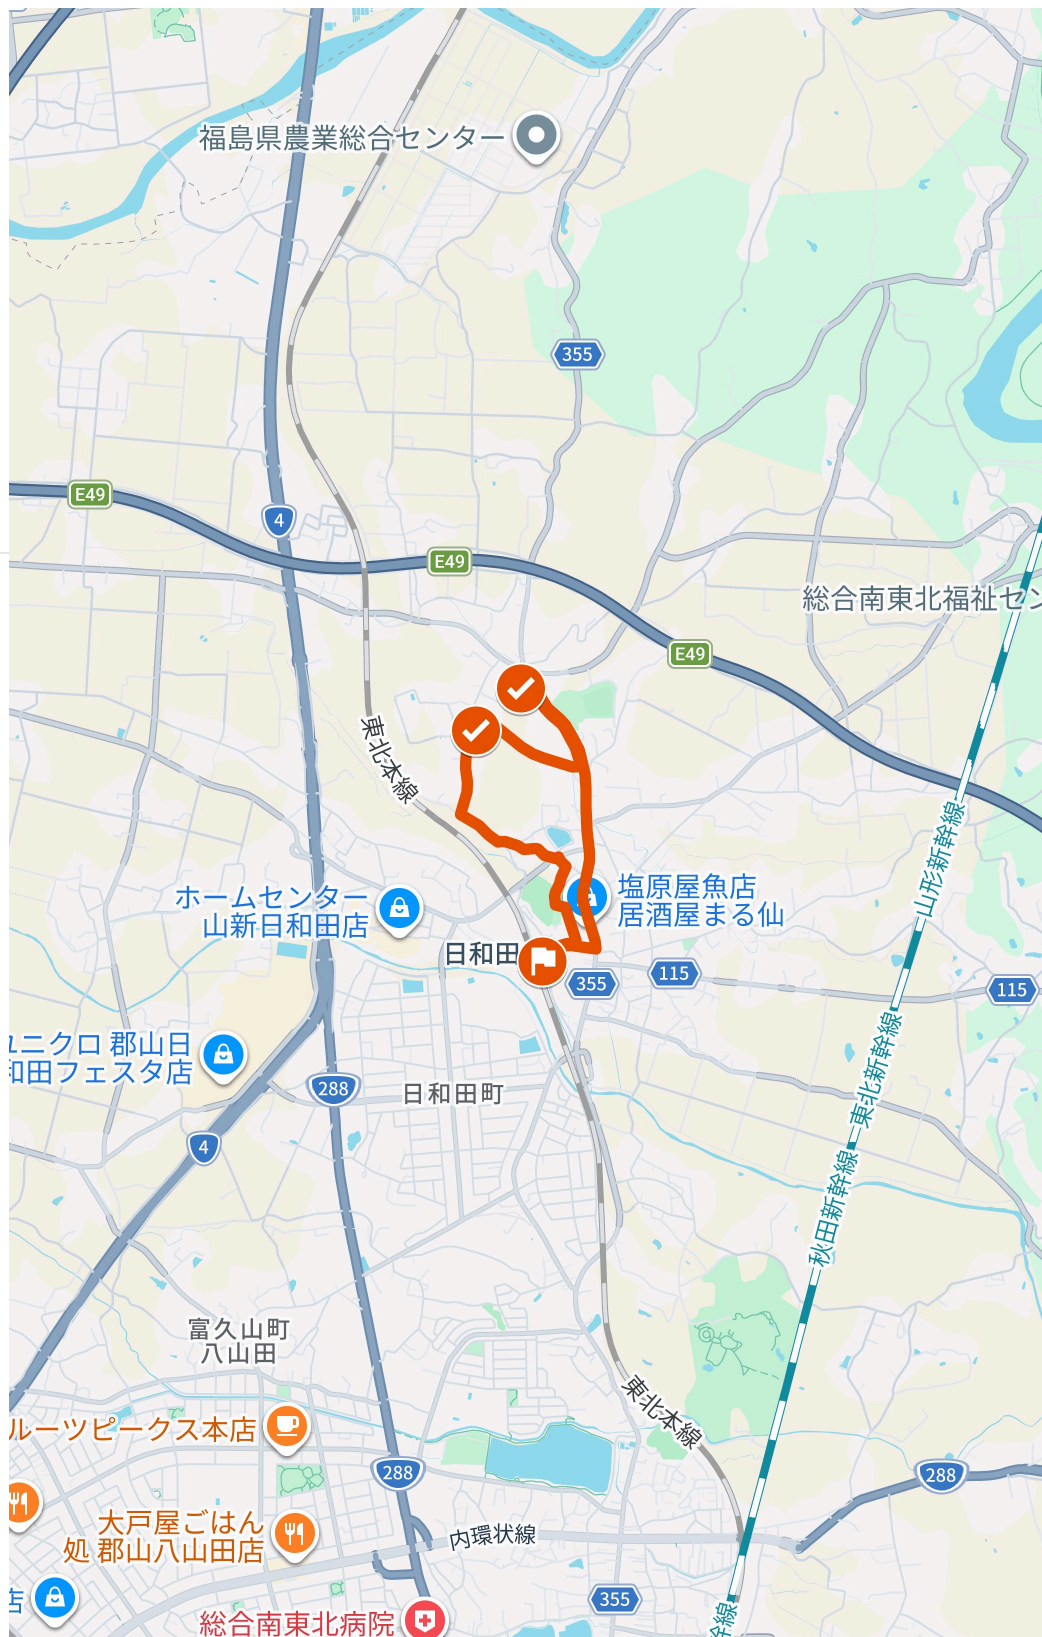 福島県農業総合センター
355
E49
4
E49
総合南東北福祉セン
E49
東北本線
山形新幹線
ホームセンター
山新日和田店
塩原屋魚店
居酒屋まる仙
日和田
355
115
115
ユニクロ 郡山日
和田フェスタ店
288
日和田町
東北新幹線
4
秋田新幹線
富久山町
八山田
東北本線
ルーツピークス本店
288
288
大戸屋ごはん
処 郡山八山田店
内環状線
店
355
総合南東北病院
幹線